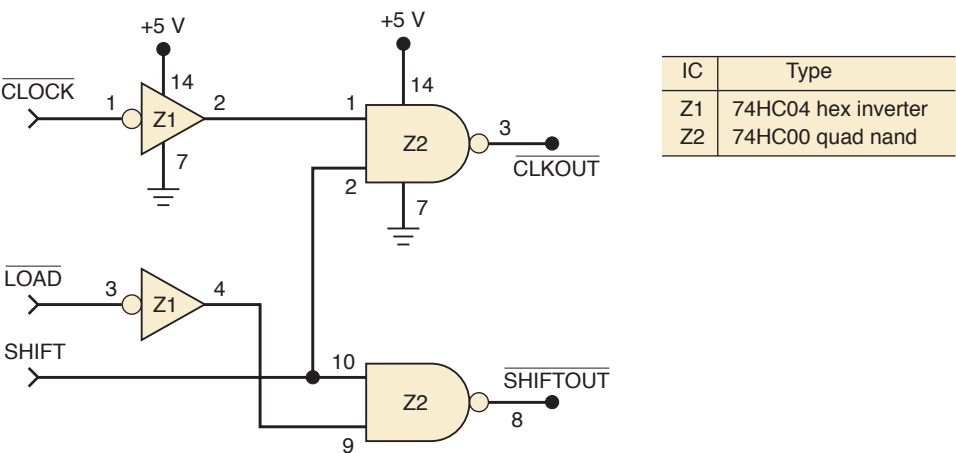 +5 V
+5 V
IC Type
CLOCK
14
14
1
Z1
2
1
Z1 74HC04 hex inverter
Z2
3
Z2 74HC00 quad nand
7
2
CLKOUT
7
LOAD
3
Z1
4
SHIFT
10
SHIFTOUT
Z2
8
9